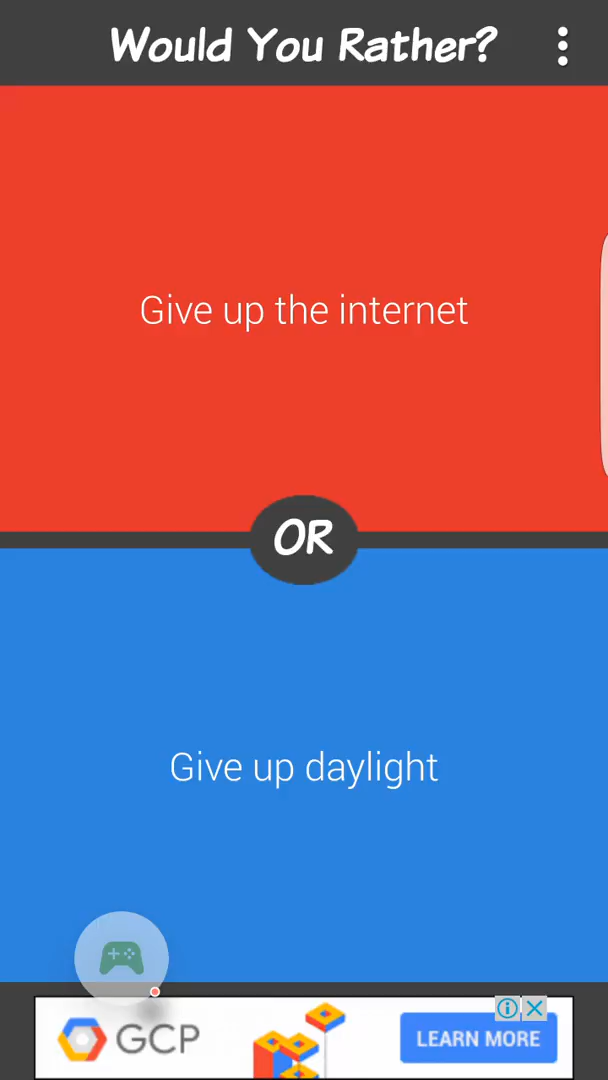 Would You Rather?
Give up the internet
OR
Give up daylight
GCP
LEARN MORE